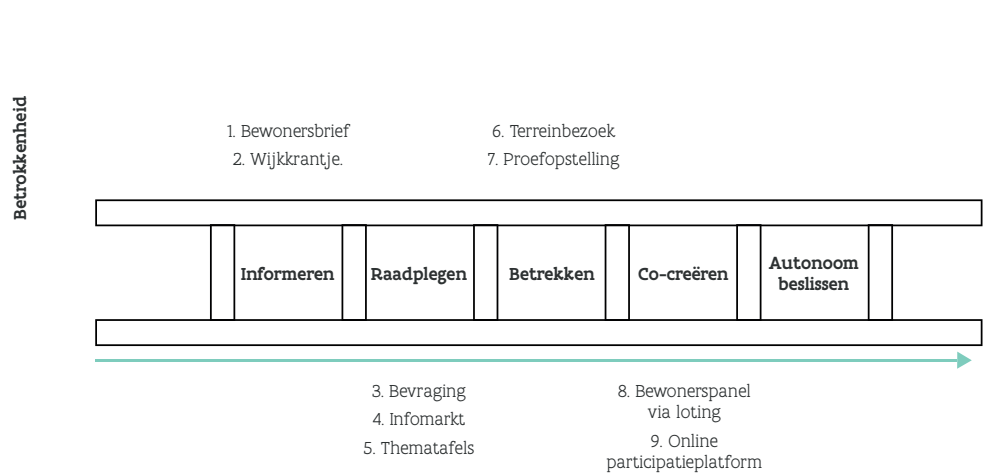 Betrokkenheid
1. Bewonersbrief
2. Wijkkrantje.
6. Terreinbezoek
7. Proefopstelling
Informeren
Raadplegen
Betrekken
Co-creëren
Autonoom
beslissen
3. Bevraging
4. Infomarkt
5. Thematafels
8. Bewonerspanel
via loting
9. Online
participatieplatform